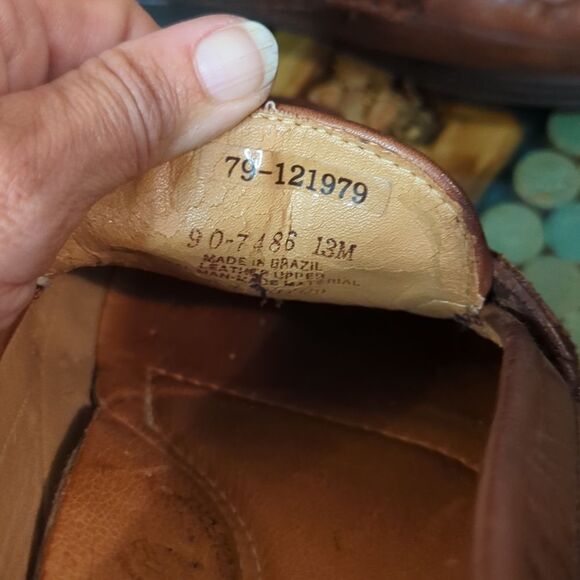 79-121979
90-7486 13M
MADE IN BRAZIL
LEATHER UPPER
MAN-MADE MATERIAL